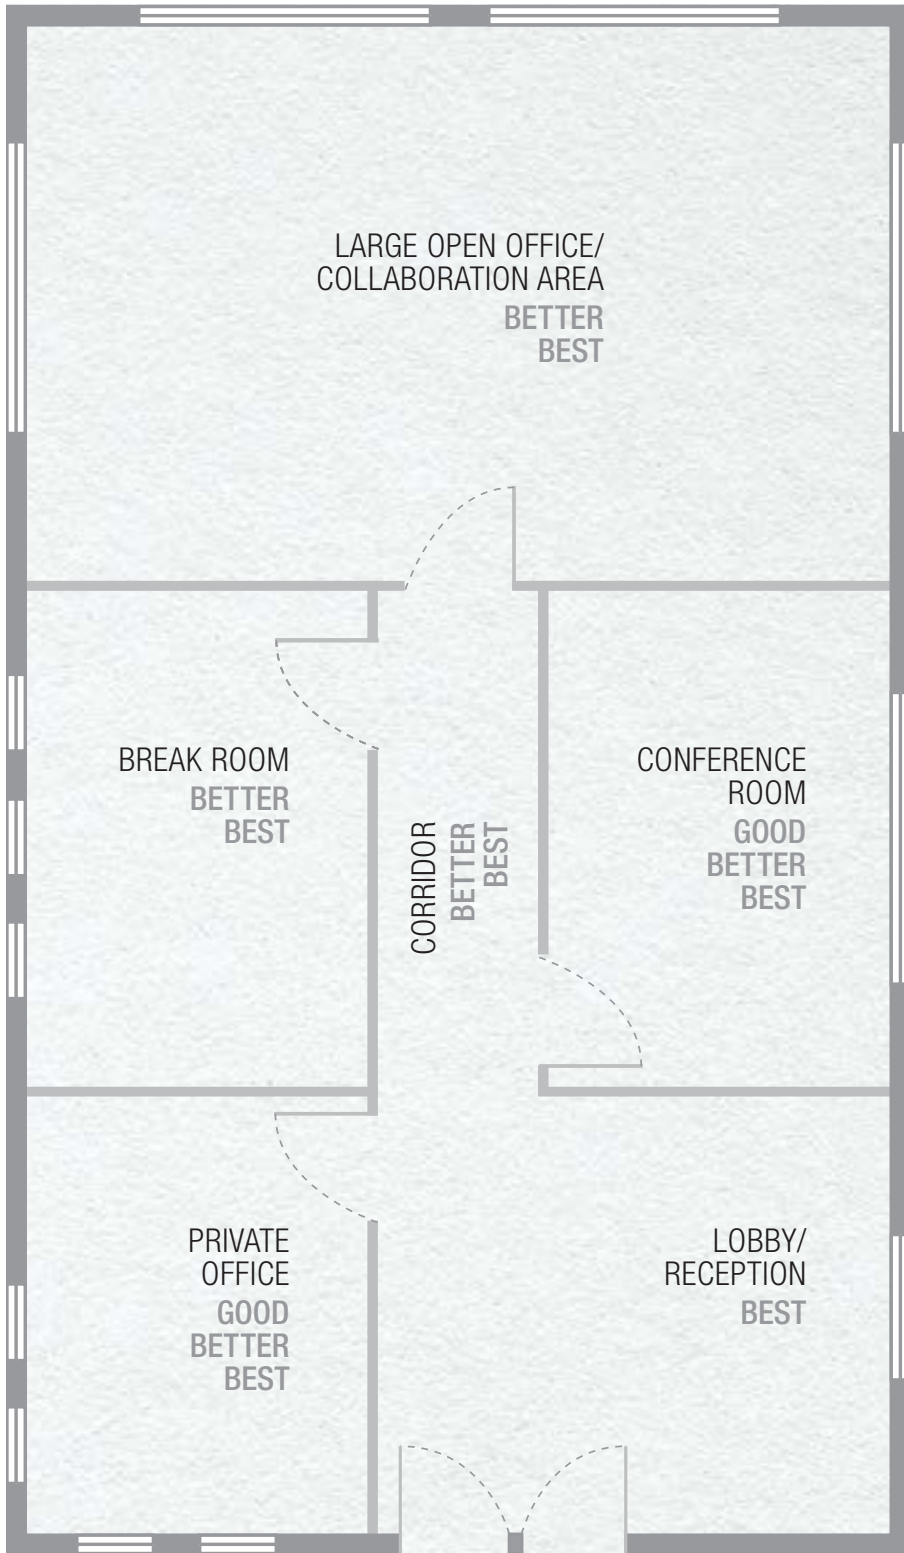 LARGE OPEN OFFICE/
COLLABORATION AREA
BETTER
BEST
BREAK ROOM
BETTER
BEST
CORRIDOR
BETTER
BEST
CONFERENCE
ROOM
GOOD
BETTER
BEST
PRIVATE
OFFICE
GOOD
BETTER
BEST
LOBBY/
RECEPTION
BEST